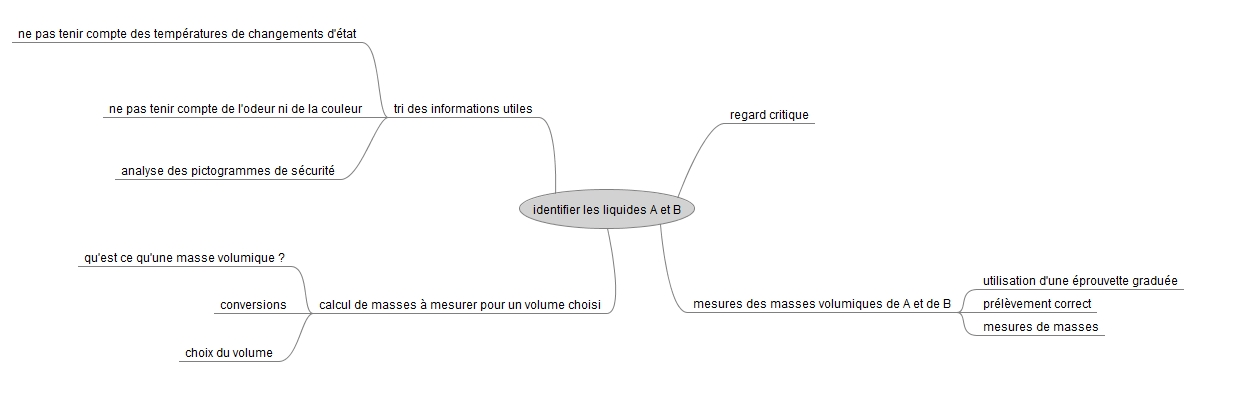 ne pas tenir compte des températures de changements d'état
ne pas tenir compte de l'odeur ni de la couleur
tri des informations utiles
analyse des pictogrammes de sécurité
regard critique
identifier les liquides A et B
qu'est ce qu'une masse volumique ?
conversions
calcul de masses à mesurer pour un volume choisi
choix du volume
mesures des masses volumiques de A et de B
utilisation d'une éprouvette graduée
prélèvement correct
mesures de masses